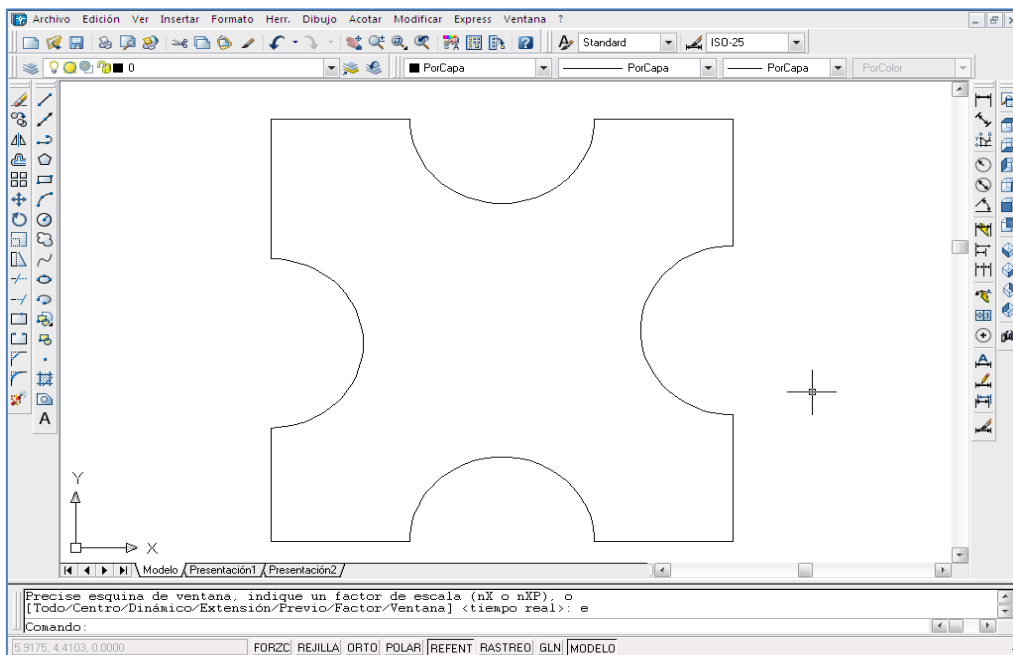 Archivo Edición Ver Insertar Formato Herr. Dibujo Acotar Modificar Express Ventana ?
Standard ISO-25
0 PorCapa PorCapa PorCapa PorColor
A
Y
X
Modelo Presentación1 Presentación2
Precise esquina de ventana, indique un factor de escala (nX o nXP), o
[Todo/Centro/Dinámico/Extensión/Previo/Factor/Ventana] <tiempo real>: e
Comando:
5.9175, 4.4103, 0.0000 FORZC REJILLA ORTO POLAR REFENT RASTREO GLN MODELO